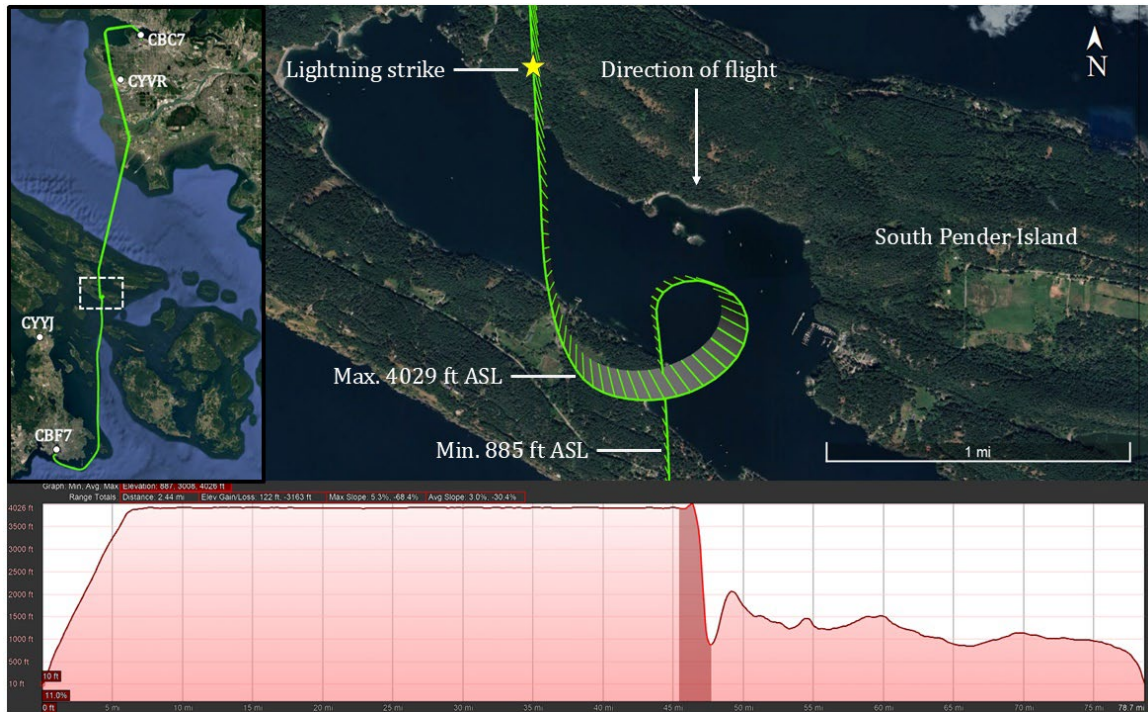 CBC7
CYVR
CYYJ
CBF7
Lightning strike
Direction of flight
N
South Pender Island
Max. 4029 ft ASL
Min. 885 ft ASL
1 mi
Graph: Min, Avg, Max Elevation: 887, 3008, 4026 ft
Range Totals Distance: 2.44 mi Elev Gain/Loss: 122 ft, -3163 ft Max Slope: 5.3%, -68.4% Avg Slope: 3.0%, -30.4%
4026 ft
3500 ft
3000 ft
2500 ft
2000 ft
1500 ft
1000 ft
500 ft
10 ft
10 ft
11.0%
0 ft 5 mi 10 mi 15 mi 20 mi 25 mi 30 mi 35 mi 40 mi 45 mi 50 mi 55 mi 60 mi 65 mi 70 mi 75 mi 78.7 mi